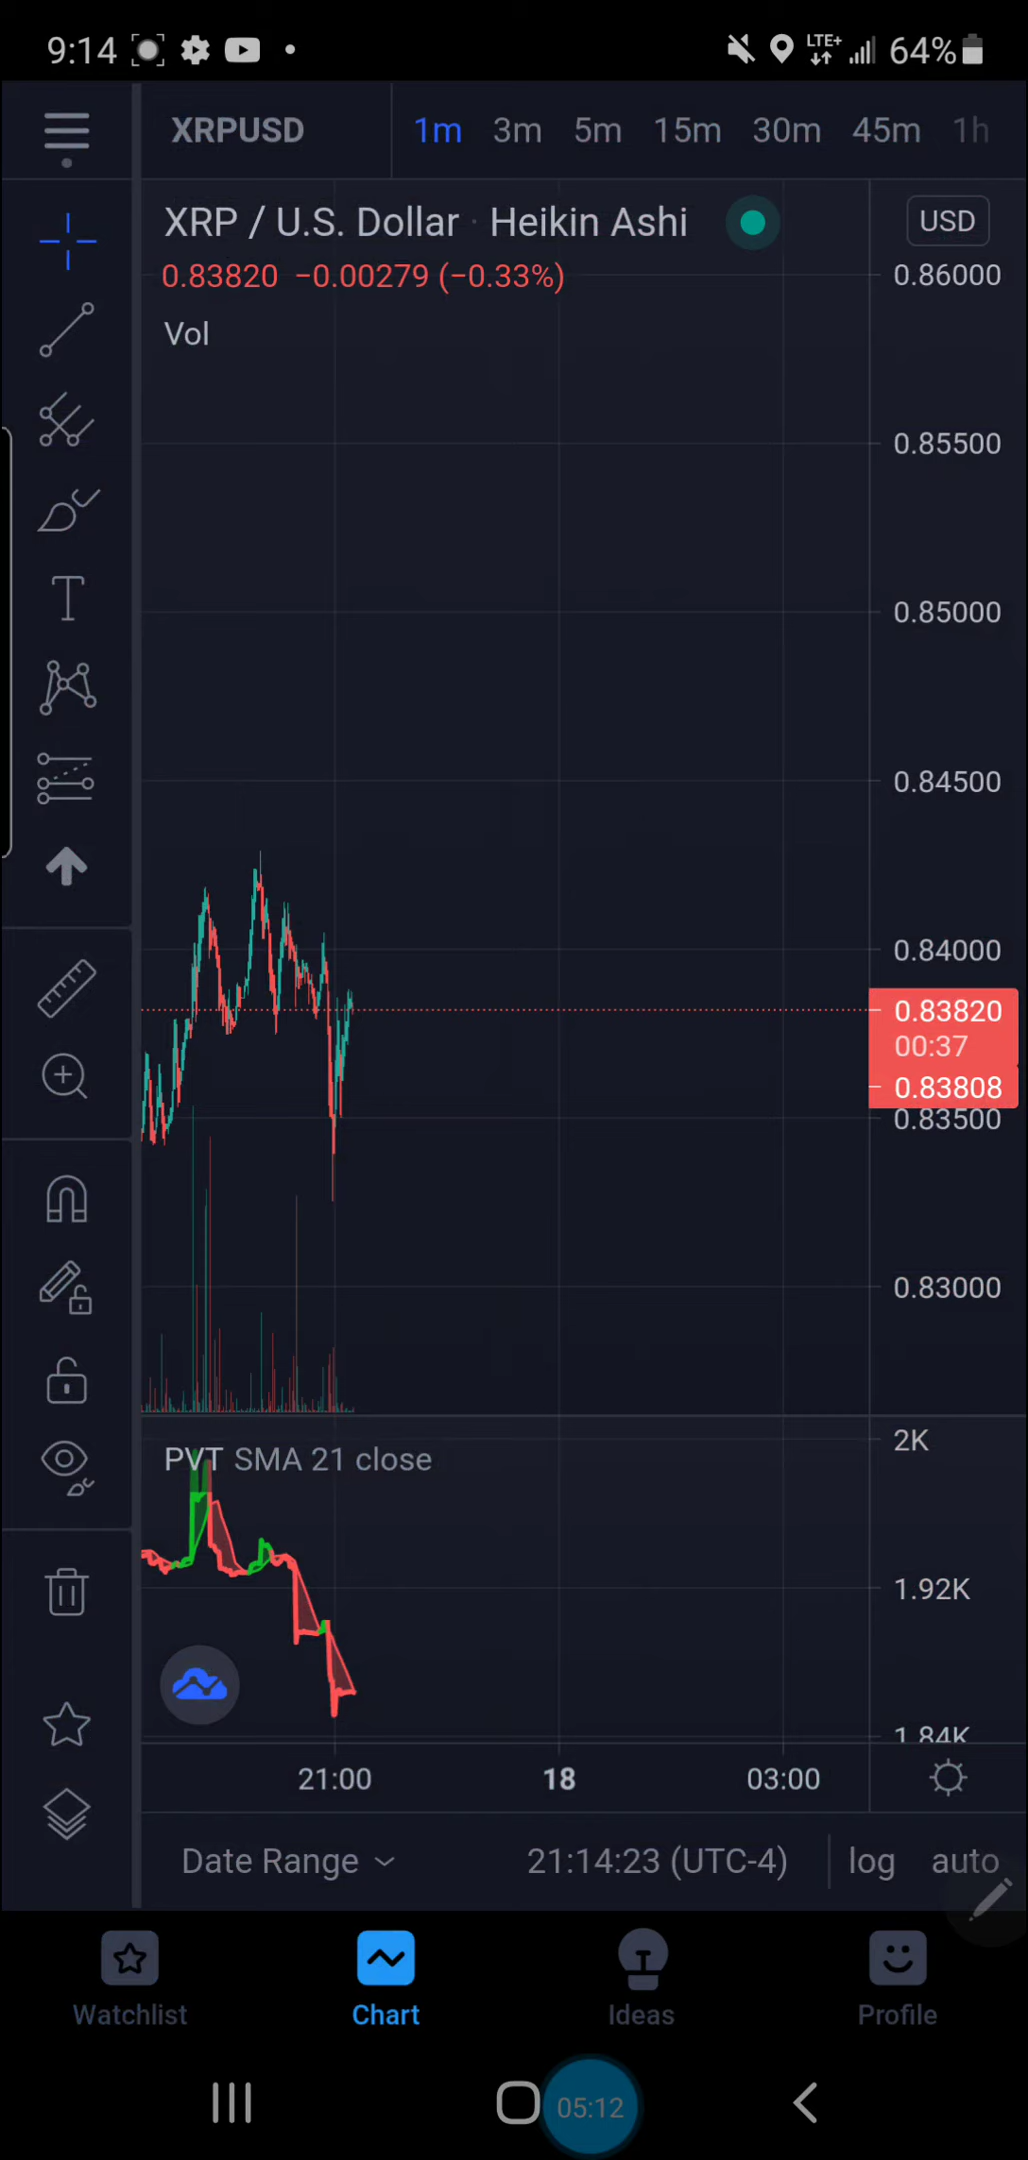 9:14
LTE+
64%
XRPUSD
1m 3m 5m 15m 30m 45m 1h
XRP / U.S. Dollar · Heikin Ashi
USD
0.83820 −0.00279 (−0.33%)
0.86000
Vol
0.85500
0.85000
0.84500
0.84000
0.83820
00:37
0.83808
0.83500
0.83000
2K
PVT SMA 21 close
1.92K
1.84K
21:00 18 03:00
Date Range 21:14:23 (UTC-4) log auto
Watchlist Chart Ideas Profile
05:12